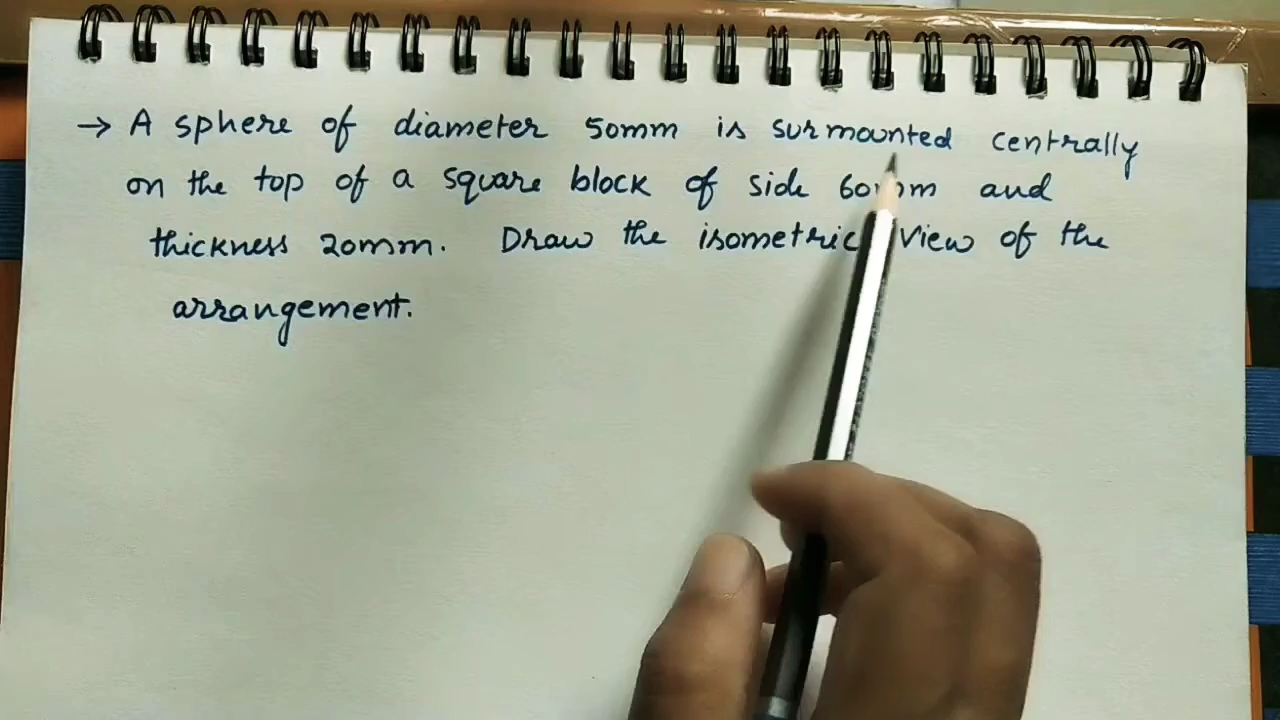 → A sphere of diameter 50mm is surmounted centrally
on the top of a square block of side 60mm and
thickness 20mm. Draw the isometric view of the
arrangement.